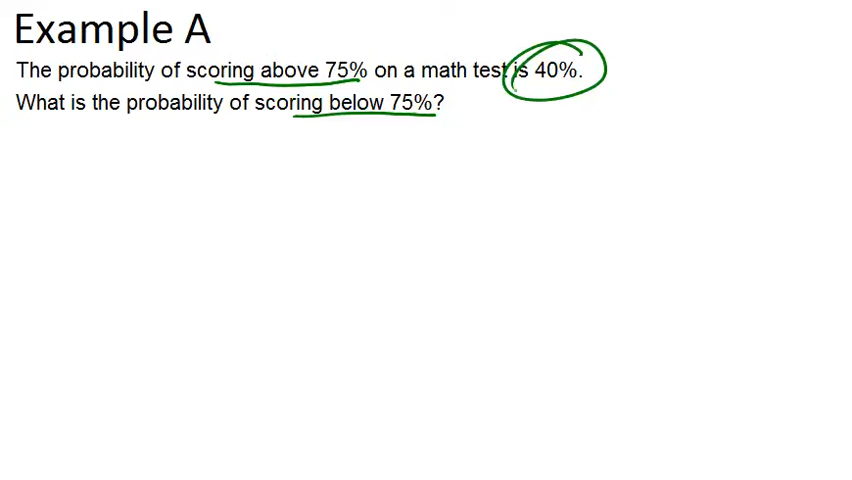 Example A
The probability of scoring above 75% on a math test is 40%.
What is the probability of scoring below 75%?